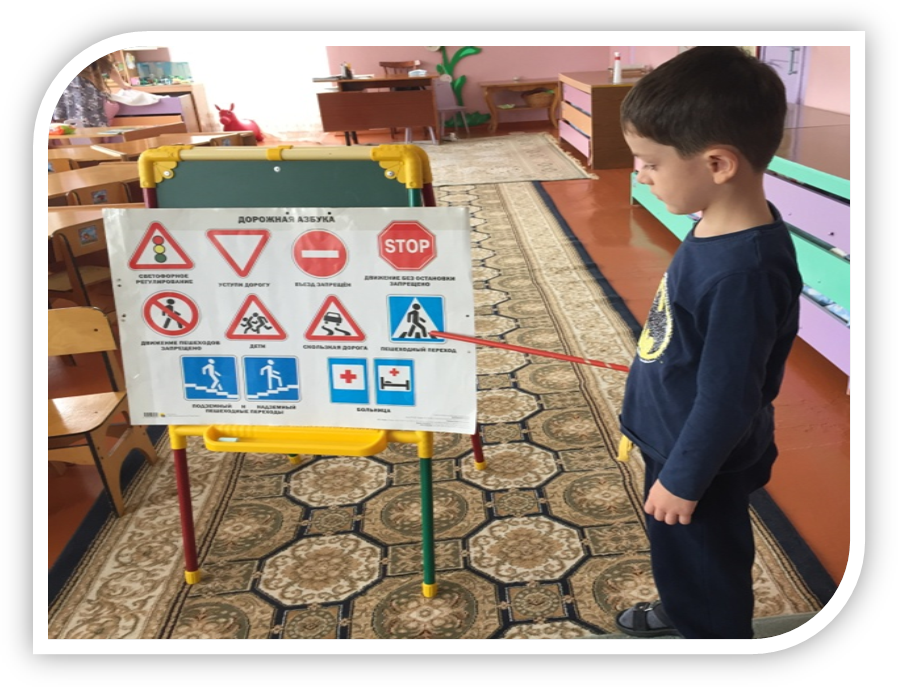 ДОРОЖНАЯ АЗБУКА
STOP
СВЕТОФОРНОЕ
РЕГУЛИРОВАНИЕ
УСТУПИ ДОРОГУ
ВЪЕЗД ЗАПРЕЩЁН
ДВИЖЕНИЕ БЕЗ ОСТАНОВКИ
ЗАПРЕЩЕНО
ДВИЖЕНИЕ ПЕШЕХОДОВ
ЗАПРЕЩЕНО
ДЕТИ
СКОЛЬЗКАЯ ДОРОГА
ПЕШЕХОДНЫЙ ПЕРЕХОД
ПОДЗЕМНЫЙ И НАДЗЕМНЫЙ
ПЕШЕХОДНЫЕ ПЕРЕХОДЫ
БОЛЬНИЦА